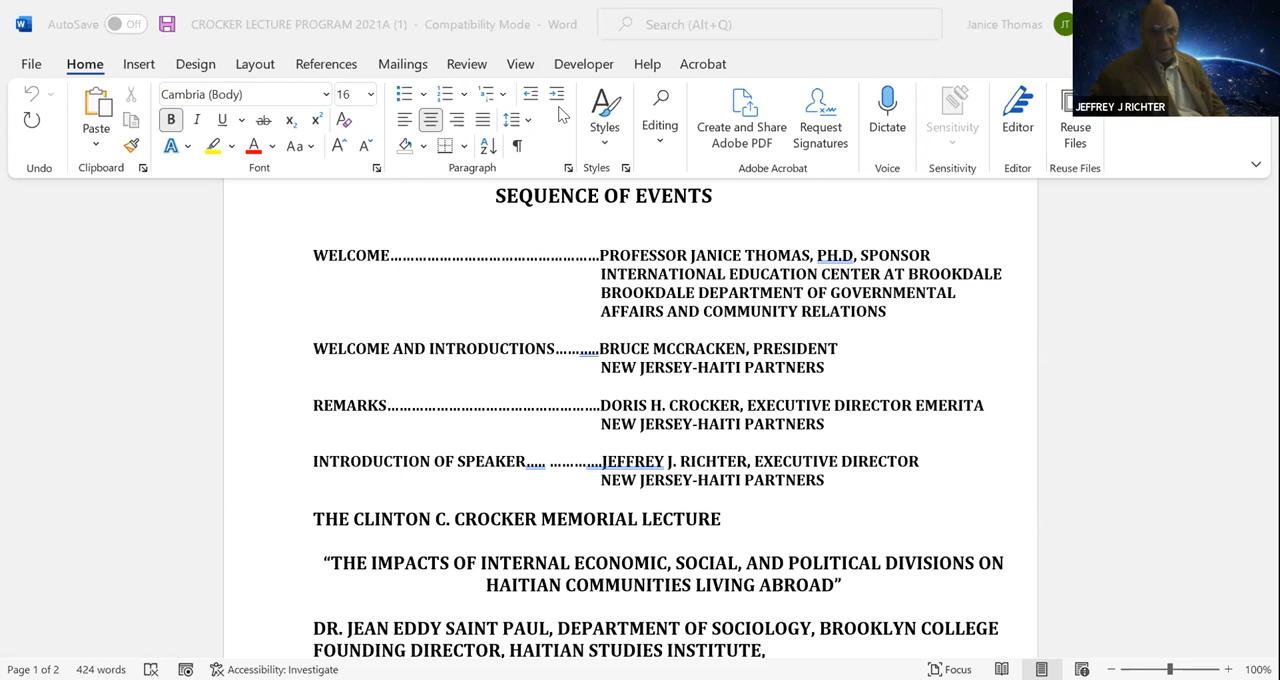 AutoSave Off CROCKER LECTURE PROGRAM 2021A (1) - Compatibility Mode - Word Search (Alt+Q) Janice Thomas JT
File Home Insert Design Layout References Mailings Review View Developer Help Acrobat
JEFFREY J RICHTER
Cambria (Body) 16
Paste Styles Editing Create and Share Adobe PDF Request Signatures Dictate Sensitivity Editor Reuse Files
B I U ab x₂ x² A Aa
Undo Clipboard Font Paragraph Styles Adobe Acrobat Voice Sensitivity Editor Reuse Files
SEQUENCE OF EVENTS
WELCOME……………………………………………PROFESSOR JANICE THOMAS, PH.D, SPONSOR
INTERNATIONAL EDUCATION CENTER AT BROOKDALE
BROOKDALE DEPARTMENT OF GOVERNMENTAL
AFFAIRS AND COMMUNITY RELATIONS
WELCOME AND INTRODUCTIONS…….....BRUCE MCCRACKEN, PRESIDENT
NEW JERSEY-HAITI PARTNERS
REMARKS…………………………………………….DORIS H. CROCKER, EXECUTIVE DIRECTOR EMERITA
NEW JERSEY-HAITI PARTNERS
INTRODUCTION OF SPEAKER..... ………....JEFFREY J. RICHTER, EXECUTIVE DIRECTOR
NEW JERSEY-HAITI PARTNERS
THE CLINTON C. CROCKER MEMORIAL LECTURE
“THE IMPACTS OF INTERNAL ECONOMIC, SOCIAL, AND POLITICAL DIVISIONS ON
HAITIAN COMMUNITIES LIVING ABROAD”
DR. JEAN EDDY SAINT PAUL, DEPARTMENT OF SOCIOLOGY, BROOKLYN COLLEGE
FOUNDING DIRECTOR, HAITIAN STUDIES INSTITUTE,
Page 1 of 2 424 words Accessibility: Investigate Focus 100%